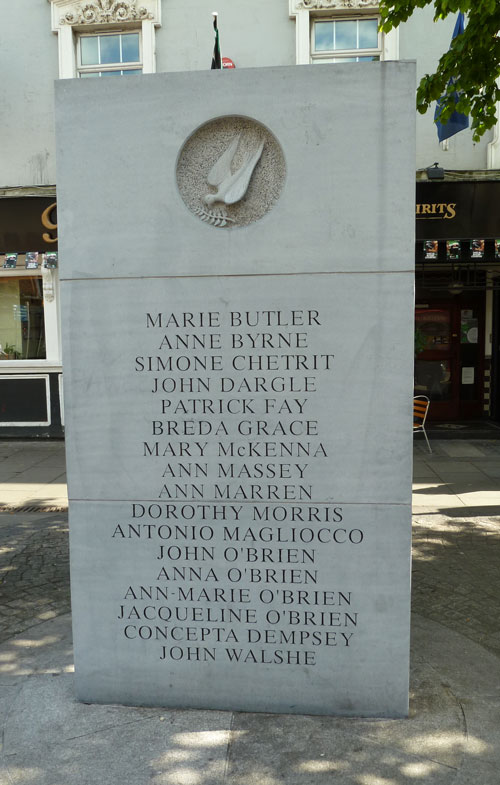 IRITS
MARIE BUTLER
ANNE BYRNE
SIMONE CHETRIT
JOHN DARGLE
PATRICK FAY
BREDA GRACE
MARY McKENNA
ANN MASSEY
ANN MARREN
DOROTHY MORRIS
ANTONIO MAGLIOCCO
JOHN O'BRIEN
ANNA O'BRIEN
ANN-MARIE O'BRIEN
JACQUELINE O'BRIEN
CONCEPTA DEMPSEY
JOHN WALSHE